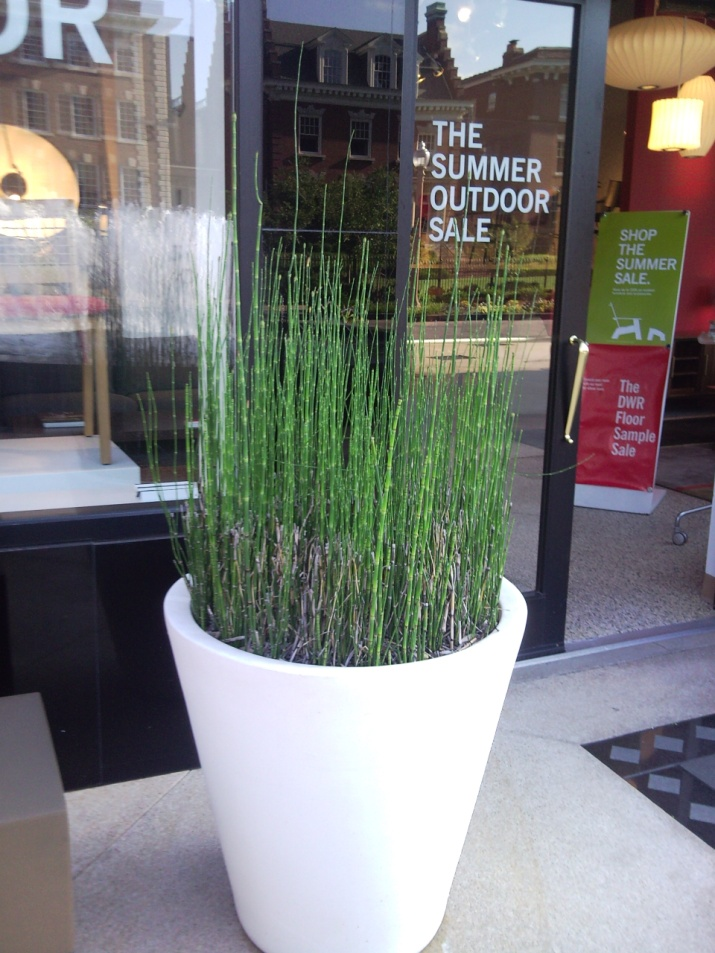 OR
THE
SUMMER
OUTDOOR
SALE
SHOP
THE
SUMMER
SALE.
The
DWR
Floor
Sample
Sale